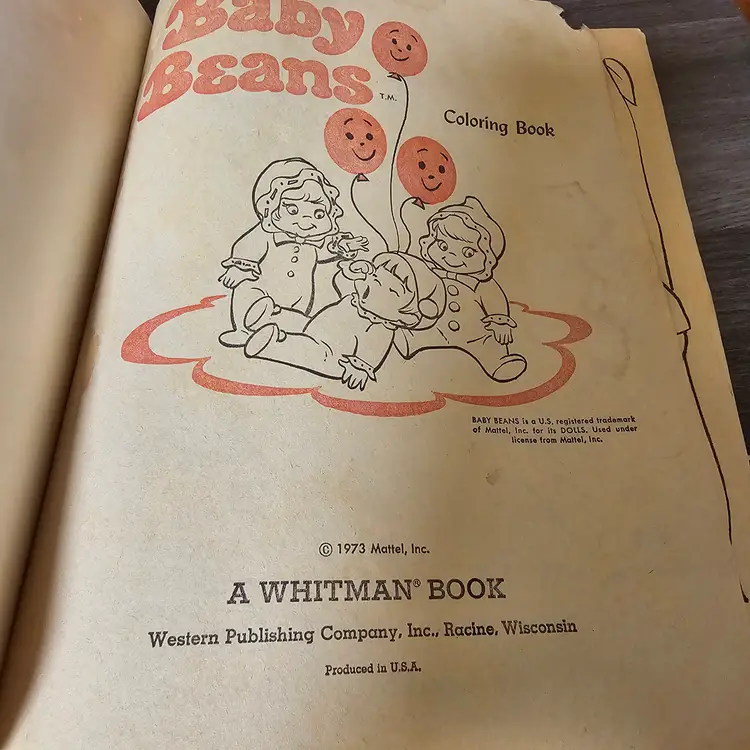 Baby
Beans
T.M.
Coloring Book
BABY BEANS is a U.S. registered trademark
of Mattel, Inc. for its DOLLS. Used under
license from Mattel, Inc.
© 1973 Mattel, Inc.
A WHITMAN® BOOK
Western Publishing Company, Inc., Racine, Wisconsin
Produced in U.S.A.